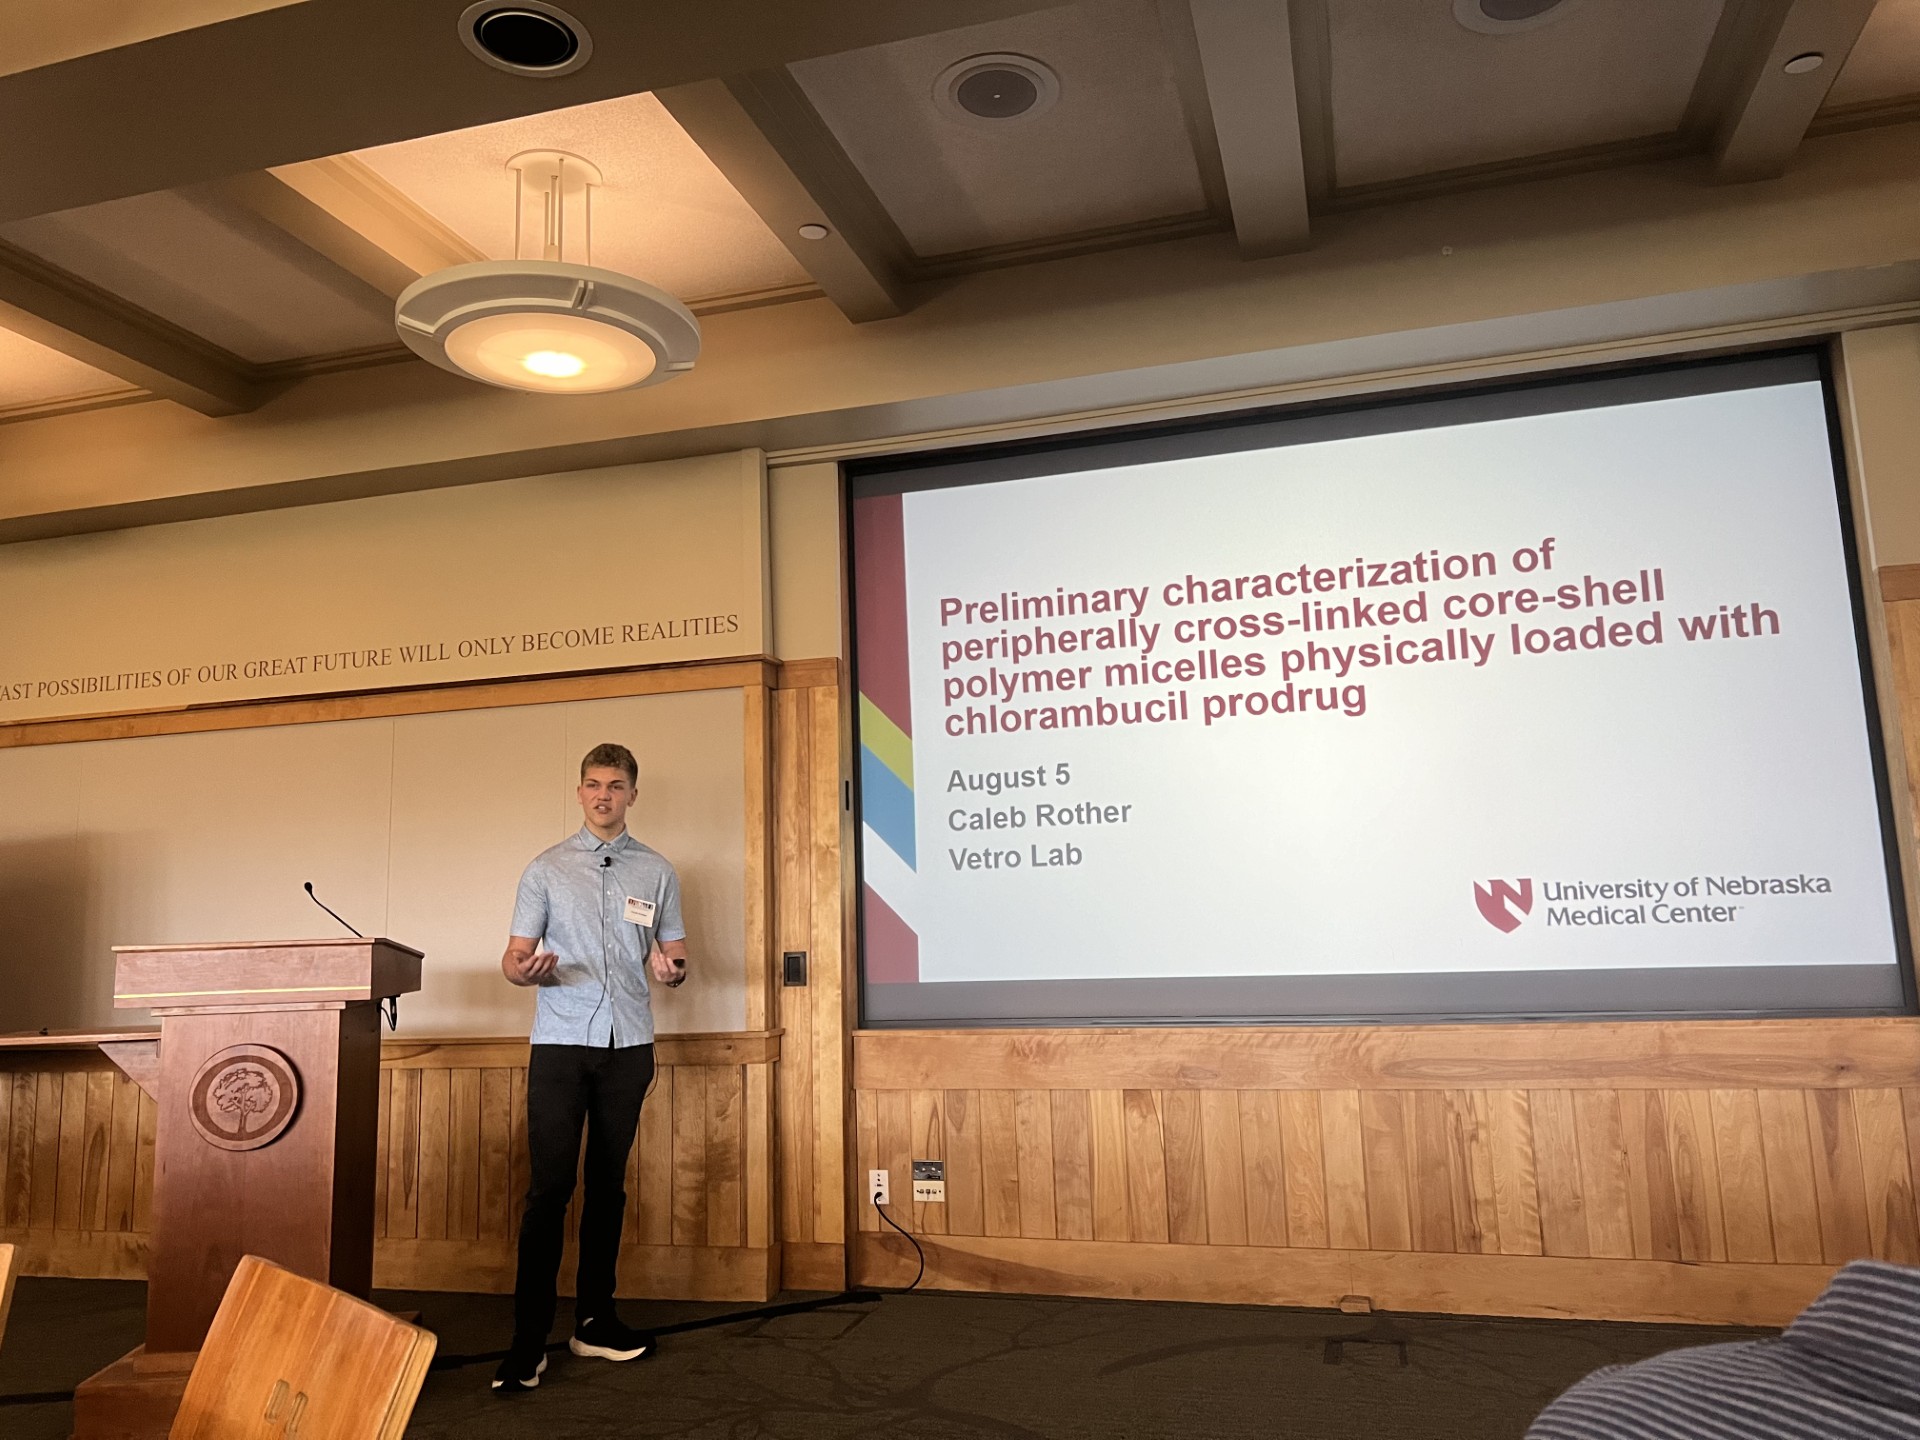 AST POSSIBILITIES OF OUR GREAT FUTURE WILL ONLY BECOME REALITIES
Preliminary characterization of
peripherally cross-linked core-shell
polymer micelles physically loaded with
chlorambucil prodrug
August 5
Caleb Rother
Vetro Lab
University of Nebraska
Medical Center